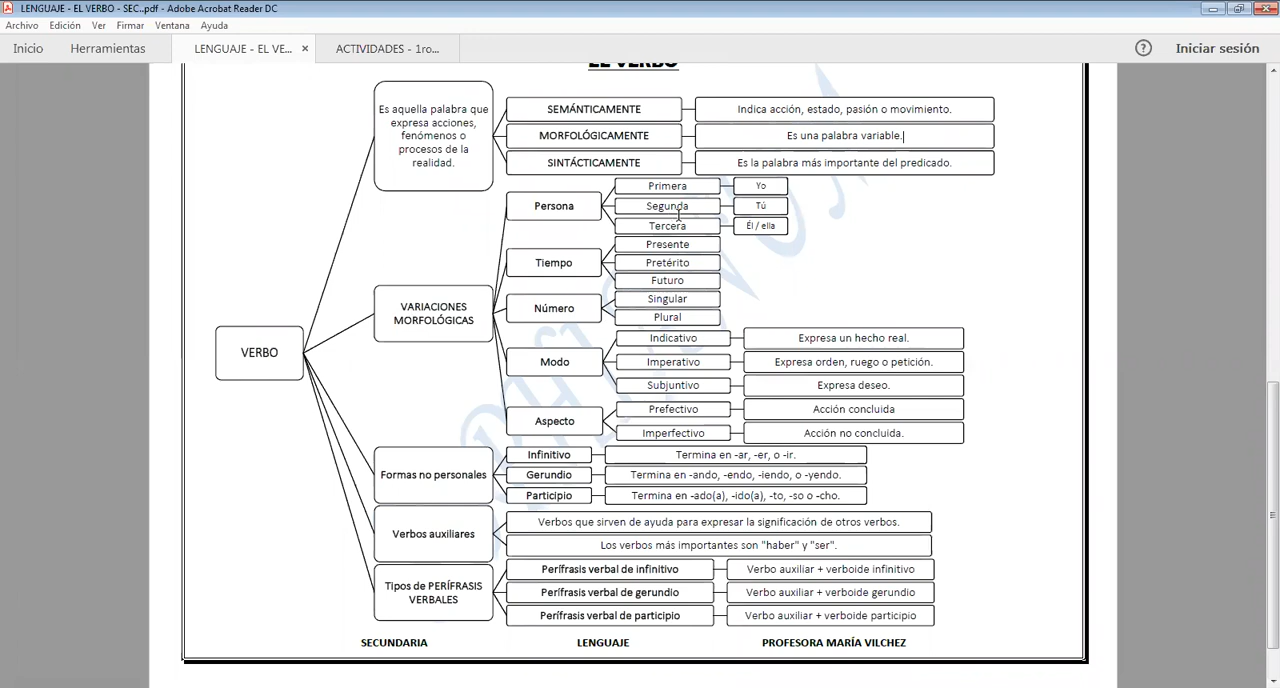 LENGUAJE - EL VERBO - SEC..pdf - Adobe Acrobat Reader DC
Archivo Edición Ver Firmar Ventana Ayuda
Inicio Herramientas LENGUAJE - EL VE... × ACTIVIDADES - 1ro... ? Iniciar sesión
EL VERBO
Es aquella palabra que
expresa acciones,
fenómenos o
procesos de la
realidad.
SEMÁNTICAMENTE Indica acción, estado, pasión o movimiento.
MORFOLÓGICAMENTE Es una palabra variable.
SINTÁCTICAMENTE Es la palabra más importante del predicado.
VERBO
VARIACIONES
MORFOLÓGICAS
Persona
Primera Yo
Segunda Tú
Tercera Él / ella
Tiempo
Presente
Pretérito
Futuro
Número
Singular
Plural
Modo
Indicativo Expresa un hecho real.
Imperativo Expresa orden, ruego o petición.
Subjuntivo Expresa deseo.
Aspecto
Prefectivo Acción concluida
Imperfectivo Acción no concluida.
Formas no personales
Infinitivo Termina en -ar, -er, o -ir.
Gerundio Termina en -ando, -endo, -iendo, o -yendo.
Participio Termina en -ado(a), -ido(a), -to, -so o -cho.
Verbos auxiliares
Verbos que sirven de ayuda para expresar la significación de otros verbos.
Los verbos más importantes son "haber" y "ser".
Tipos de PERÍFRASIS
VERBALES
Perífrasis verbal de infinitivo Verbo auxiliar + verboide infinitivo
Perífrasis verbal de gerundio Verbo auxiliar + verboide gerundio
Perífrasis verbal de participio Verbo auxiliar + verboide participio
SECUNDARIA LENGUAJE PROFESORA MARÍA VILCHEZ